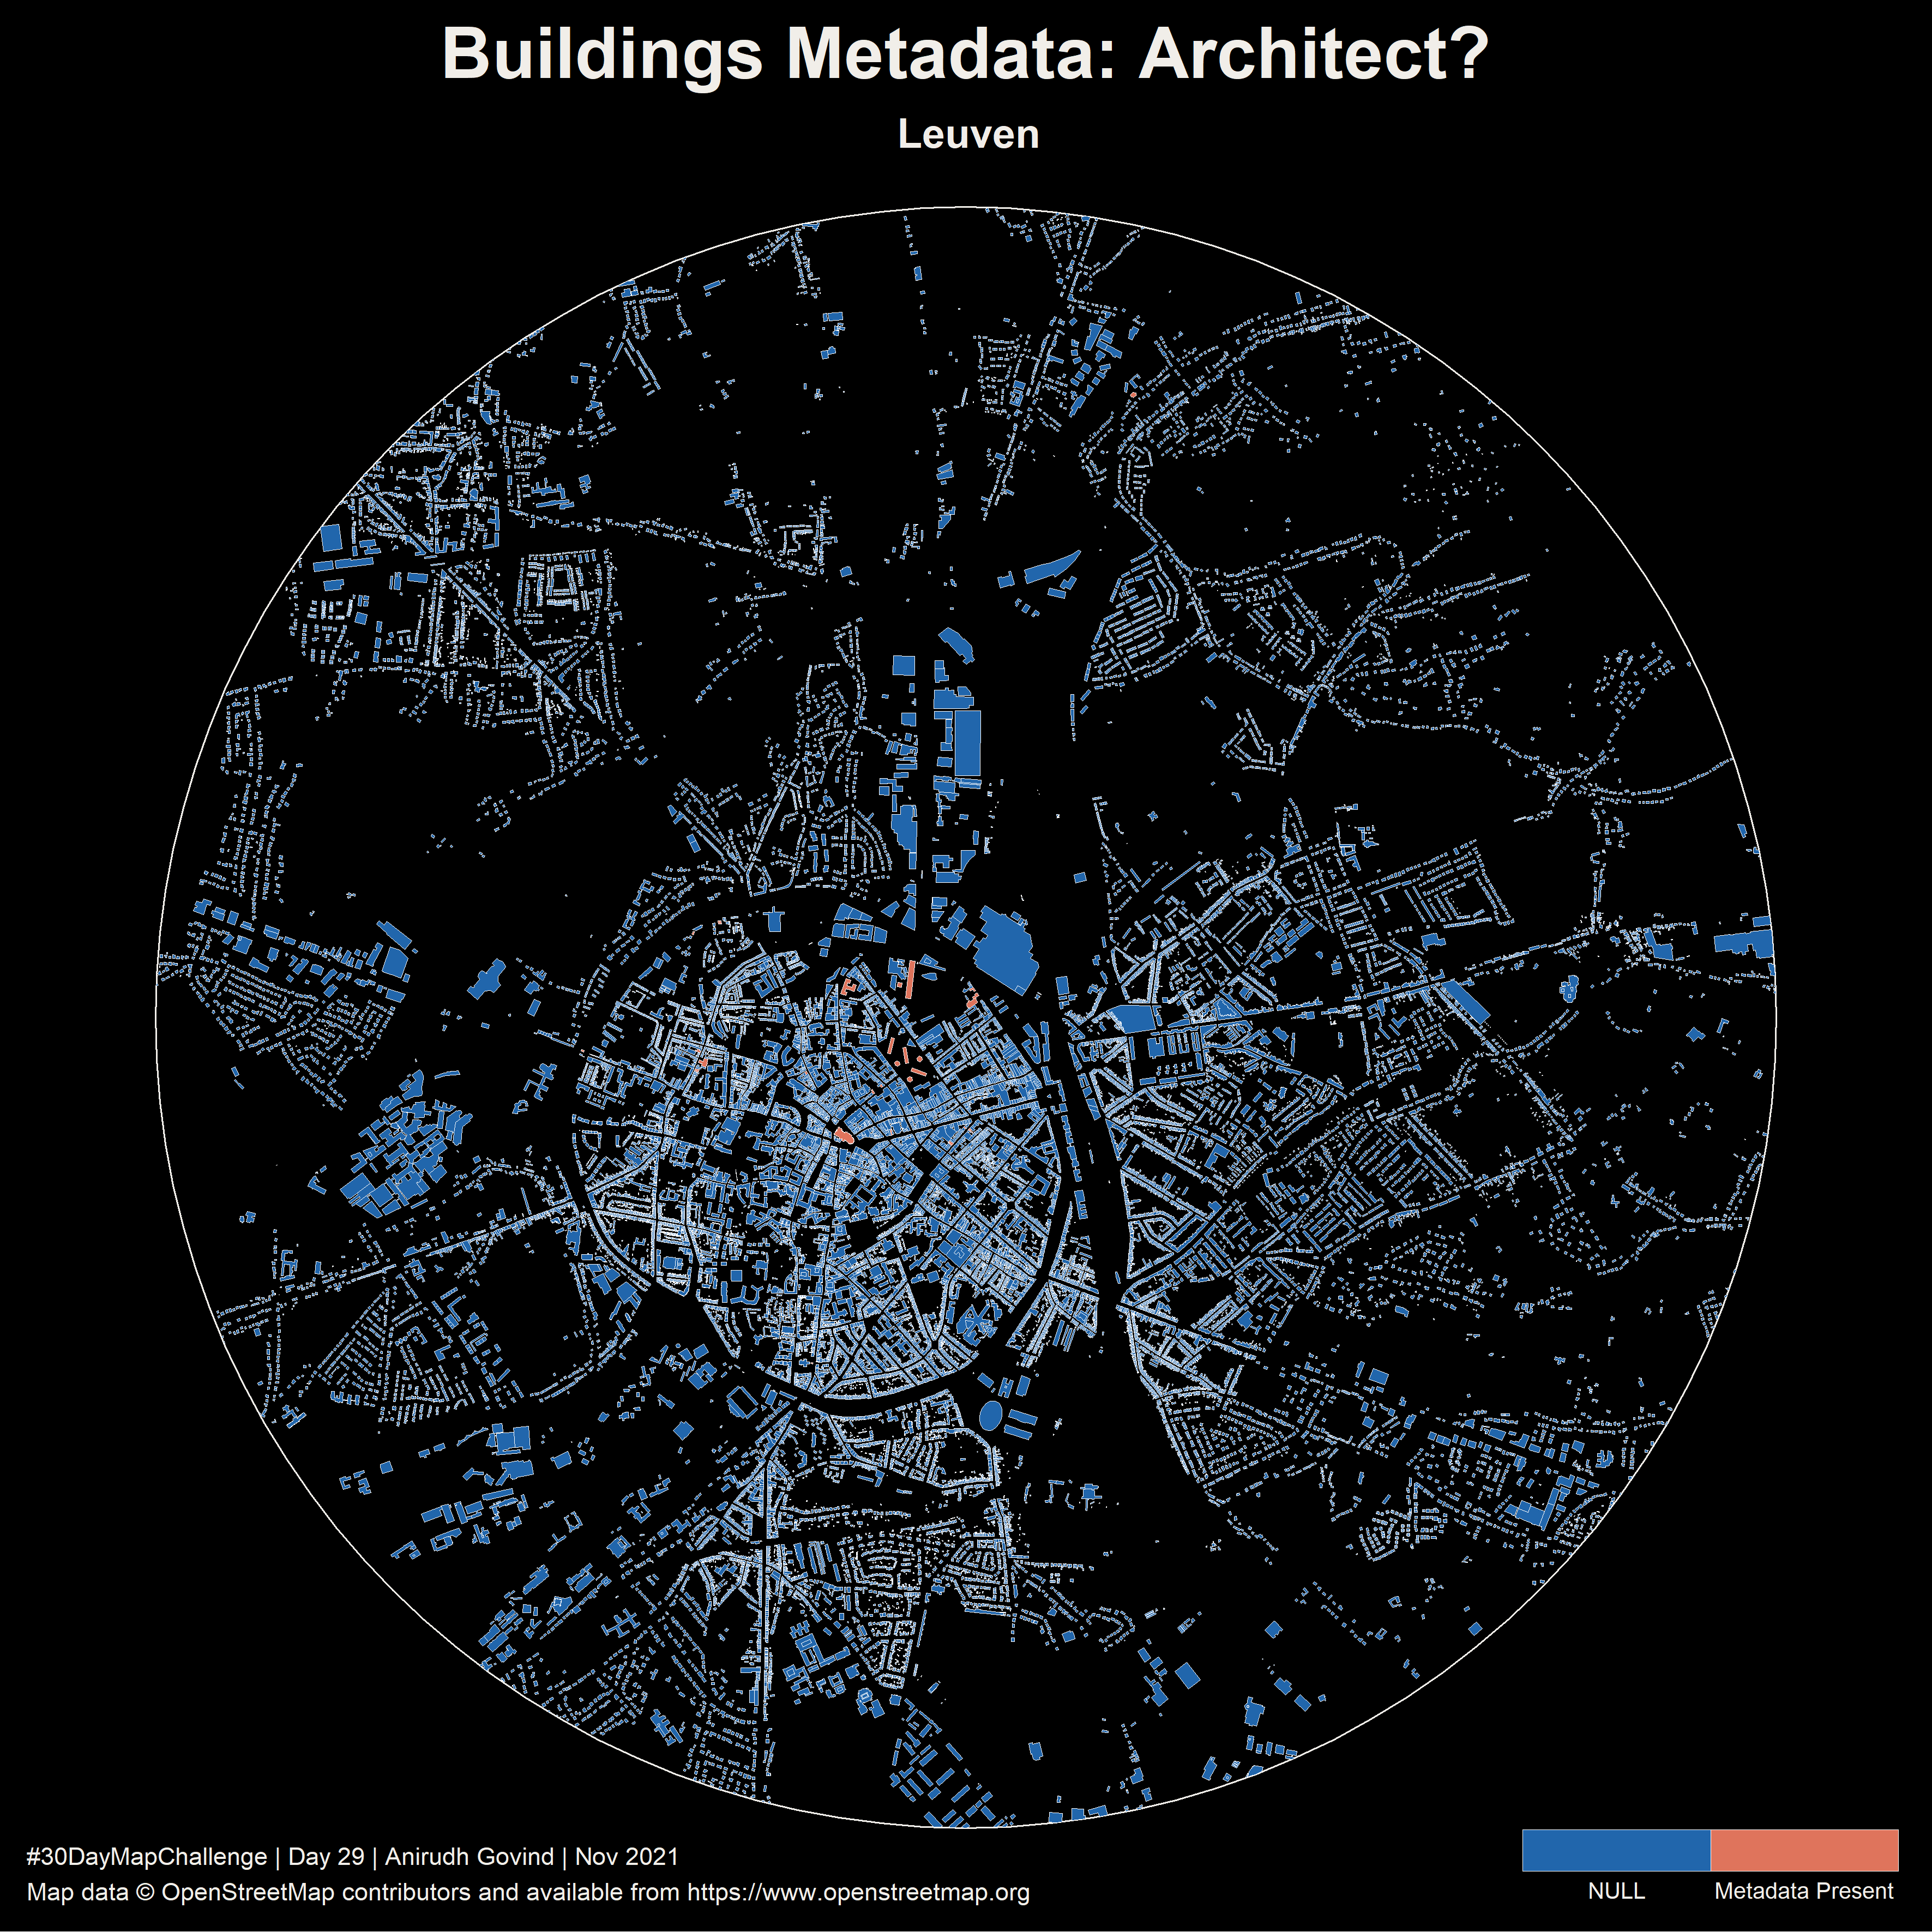 Buildings Metadata: Architect?
Leuven
#30DayMapChallenge | Day 29 | Anirudh Govind | Nov 2021
Map data © OpenStreetMap contributors and available from https://www.openstreetmap.org
NULL
Metadata Present